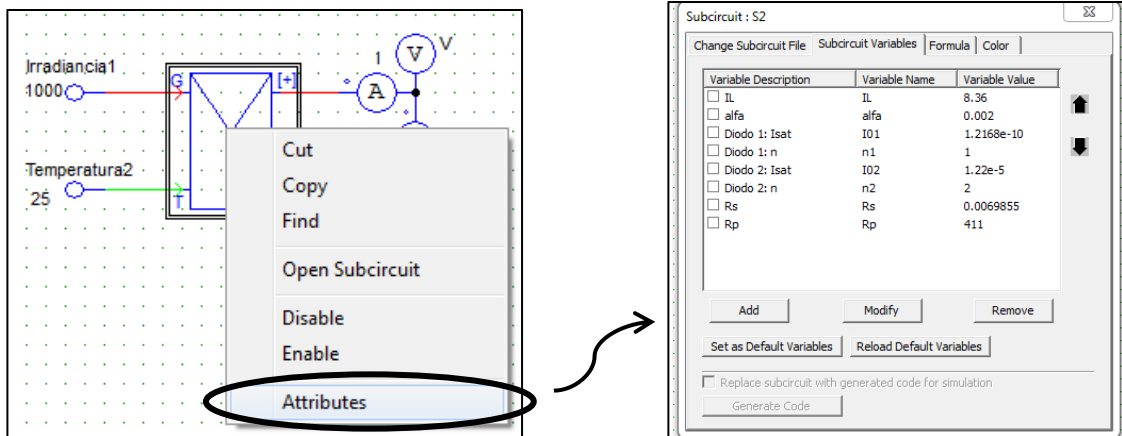 Irradiancia1
1000
G
[+]
1
V
V
A
Temperatura2
25
T
Cut
Copy
Find
Open Subcircuit
Disable
Enable
Attributes
Subcircuit : S2
Change Subcircuit File Subcircuit Variables Formula Color
Variable Description Variable Name Variable Value
IL IL 8.36
alfa alfa 0.002
Diodo 1: Isat I01 1.2168e-10
Diodo 1: n n1 1
Diodo 2: Isat I02 1.22e-5
Diodo 2: n n2 2
Rs Rs 0.0069855
Rp Rp 411
Add Modify Remove
Set as Default Variables Reload Default Variables
Replace subcircuit with generated code for simulation
Generate Code